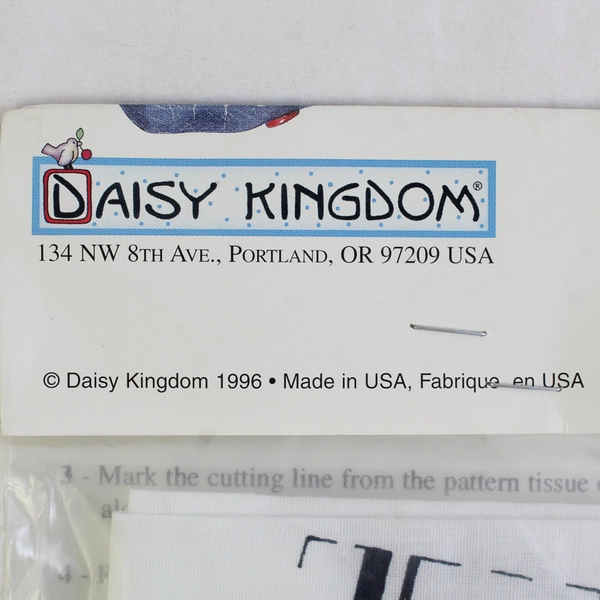 DAISY KINGDOM®
134 NW 8TH AVE., PORTLAND, OR 97209 USA
© Daisy Kingdom 1996 • Made in USA, Fabrique en USA
3 - Mark the cutting line from the pattern tissue
4 -